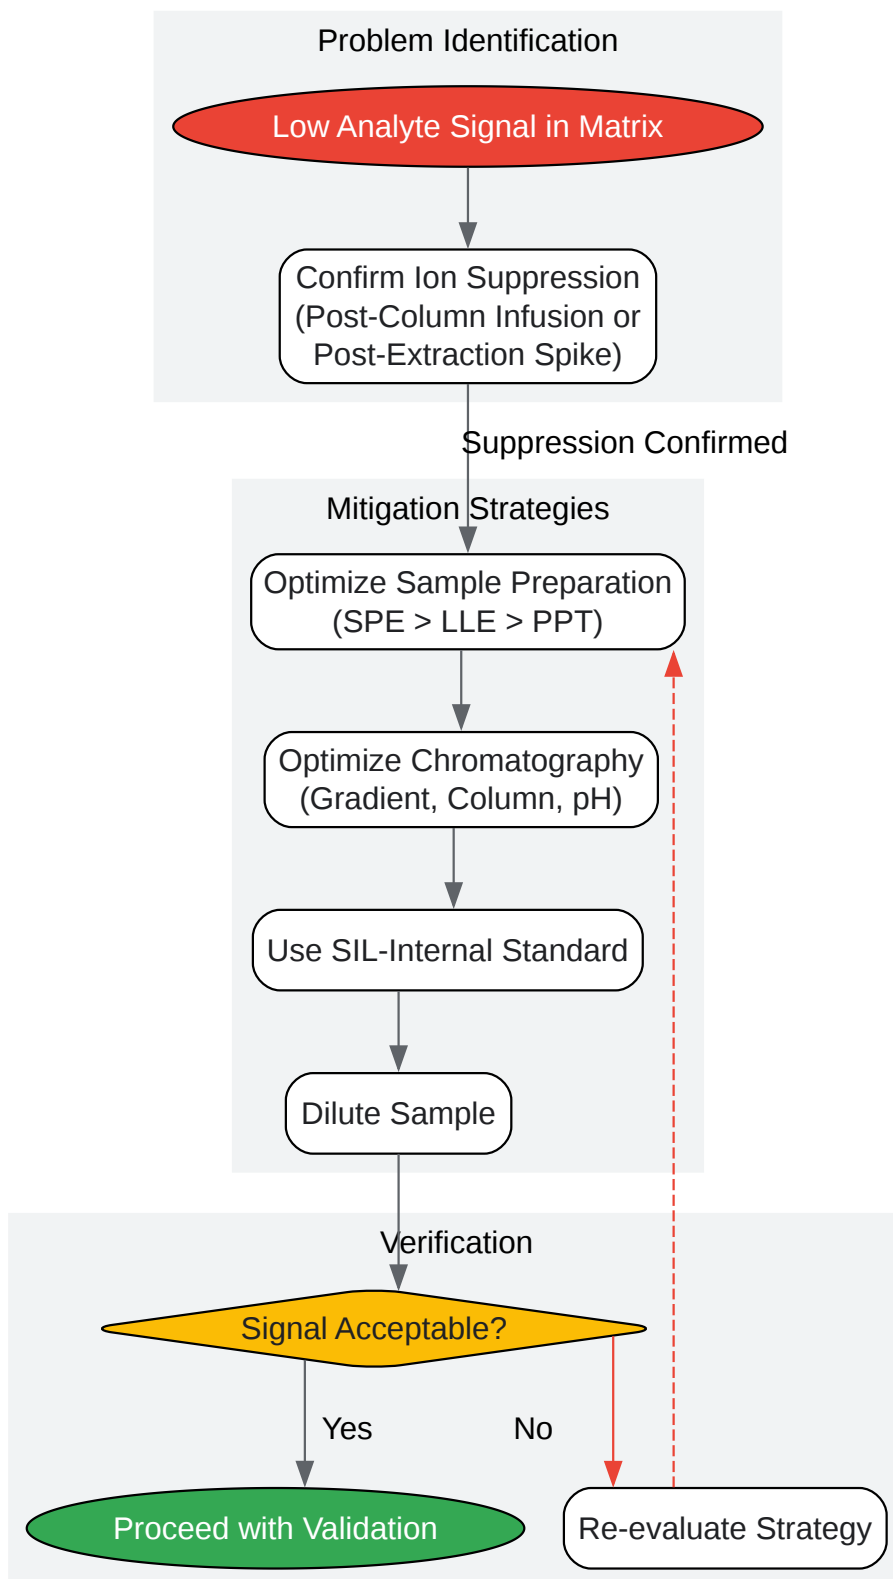 Problem Identification
Low Analyte Signal in Matrix
Confirm Ion Suppression
(Post-Column Infusion or
Post-Extraction Spike)
Suppression Confirmed
Mitigation Strategies
Optimize Sample Preparation
(SPE > LLE > PPT)
Optimize Chromatography
(Gradient, Column, pH)
Use SIL-Internal Standard
Dilute Sample
Verification
Signal Acceptable?
Yes
No
Proceed with Validation
Re-evaluate Strategy